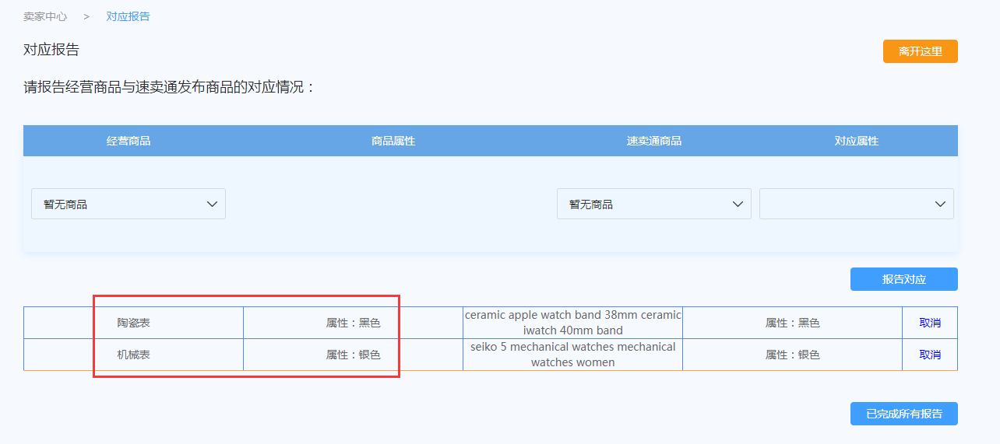 卖家中心 > 对应报告
对应报告
离开这里
请报告经营商品与速卖通发布商品的对应情况：
经营商品 商品属性 速卖通商品 对应属性
暂无商品 暂无商品
报告对应
陶瓷表 属性：黑色 ceramic apple watch band 38mm ceramic
iwatch 40mm band 属性：黑色 取消
机械表 属性：银色 seiko 5 mechanical watches mechanical
watches women 属性：银色 取消
已完成所有报告